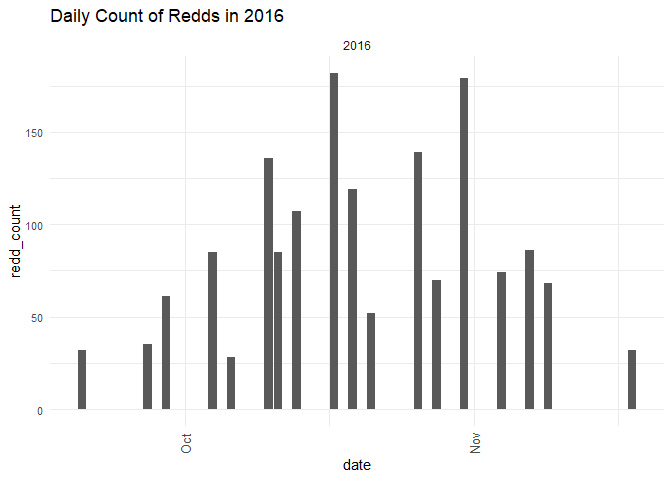 Daily Count of Redds in 2016
2016
150
100
50
0
redd_count
Oct
Nov
date